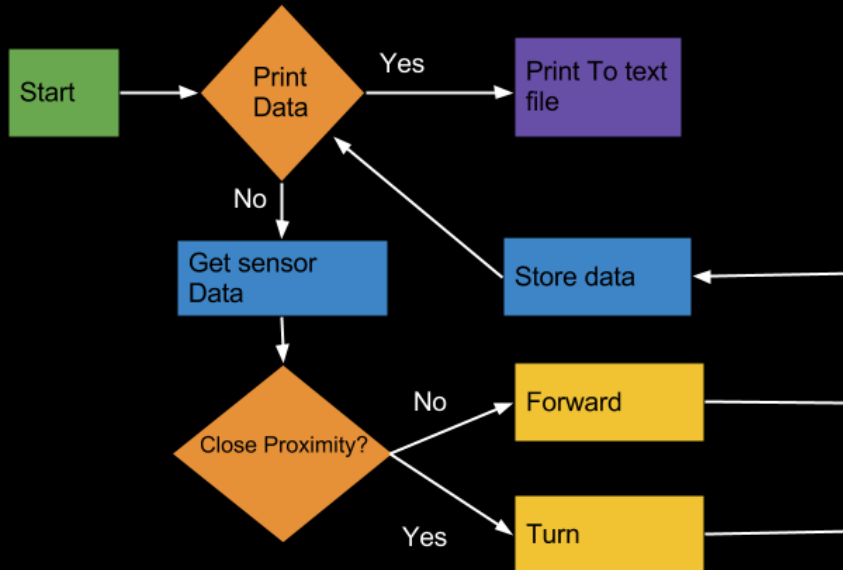 Start
Print
Data
Yes
Print To text
file
No
Get sensor
Data
Store data
Close Proximity?
No
Forward
Yes
Turn